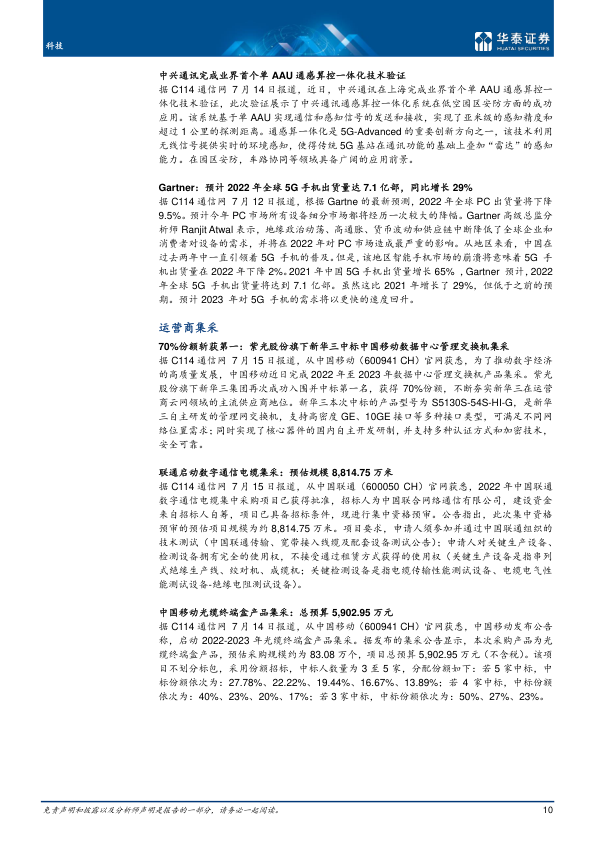 科技
华泰证券
HUATAI SECURITIES
中兴通讯完成业界首个单 AAU 通感算控一体化技术验证
据 C114 通信网 7 月 14 日报道，近日，中兴通讯在上海完成业界首个单 AAU 通感算控一
体化技术验证，此次验证展示了中兴通讯通感算控一体化系统在低空园区安防方面的成功
应用。该系统基于单 AAU 实现通信和感知信号的发送和接收，实现了亚米级的感知精度和
超过 1 公里的探测距离。通感算一体化是 5G-Advanced 的重要创新方向之一，该技术利用
无线信号提供实时的环境感知，使得传统 5G 基站在通讯功能的基础上叠加“雷达”的感知
能力。在园区安防，车路协同等领域具备广阔的应用前景。
Gartner：预计 2022 年全球 5G 手机出货量达 7.1 亿部，同比增长 29%
据 C114 通信网 7 月 12 日报道，根据 Gartne 的最新预测，2022 年全球 PC 出货量将下降
9.5%。预计今年 PC 市场所有设备细分市场都将经历一次较大的降幅。Gartner 高级总监分
析师 Ranjit Atwal 表示，地缘政治动荡、高通胀、货币波动和供应链中断降低了全球企业和
消费者对设备的需求，并将在 2022 年对 PC 市场造成最严重的影响。从地区来看，中国在
过去两年中一直引领着 5G 手机的普及。但是，该地区智能手机市场的崩溃将意味着 5G 手
机出货量在 2022 年下降 2%。2021 年中国 5G 手机出货量增长 65% ，Gartner 预计，2022
年全球 5G 手机出货量将达到 7.1 亿部。虽然这比 2021 年增长了 29%，但低于之前的预
期。预计 2023 年对 5G 手机的需求将以更快的速度回升。
运营商集采
70%份额斩获第一：紫光股份旗下新华三中标中国移动数据中心管理交换机集采
据 C114 通信网 7 月 15 日报道，从中国移动（600941 CH）官网获悉，为了推动数字经济
的高质量发展，中国移动近日完成 2022 年至 2023 年数据中心管理交换机产品集采。紫光
股份旗下新华三集团再次成功入围并中标第一名，获得 70%份额，不断夯实新华三在运营
商云网领域的主流供应商地位。新华三本次中标的产品型号为 S5130S-54S-HI-G，是新华
三自主研发的管理网交换机，支持高密度 GE、10GE 接口等多种接口类型，可满足不同网
络位置需求；同时实现了核心器件的国内自主开发研制，并支持多种认证方式和加密技术，
安全可靠。
联通启动数字通信电缆集采：预估规模 8,814.75 万米
据 C114 通信网 7 月 15 日报道，从中国联通（600050 CH）官网获悉，2022 年中国联通
数字通信电缆集中采购项目已获得批准，招标人为中国联合网络通信有限公司，建设资金
来自招标人自筹，项目已具备招标条件，现进行集中资格预审。公告指出，此次集中资格
预审的预估项目规模为约 8,814.75 万米。项目要求，申请人须参加并通过中国联通组织的
技术测试（中国联通传输、宽带接入线缆及配套设备测试公告）；申请人对关键生产设备、
检测设备拥有完全的使用权，不接受通过租赁方式获得的使用权（关键生产设备是指串列
式绝缘生产线、绞对机、成缆机；关键检测设备是指电缆传输性能测试设备、电缆电气性
能测试设备-绝缘电阻测试设备）。
中国移动光缆终端盒产品集采：总预算 5,902.95 万元
据 C114 通信网 7 月 14 日报道，从中国移动（600941 CH）官网获悉，中国移动发布公告
称，启动 2022-2023 年光缆终端盒产品集采。据发布的集采公告显示，本次采购产品为光
缆终端盒产品，预估采购规模约为 83.08 万个，项目总预算 5,902.95 万元（不含税）。该项
目不划分标包，采用份额招标，中标人数量为 3 至 5 家，分配份额如下：若 5 家中标，中
标份额依次为：27.78%、22.22%、19.44%、16.67%、13.89%；若 4 家中标，中标份额
依次为：40%、23%、20%、17%；若 3 家中标，中标份额依次为：50%、27%、23%。
免责声明和披露以及分析师声明是报告的一部分，请务必一起阅读。
10